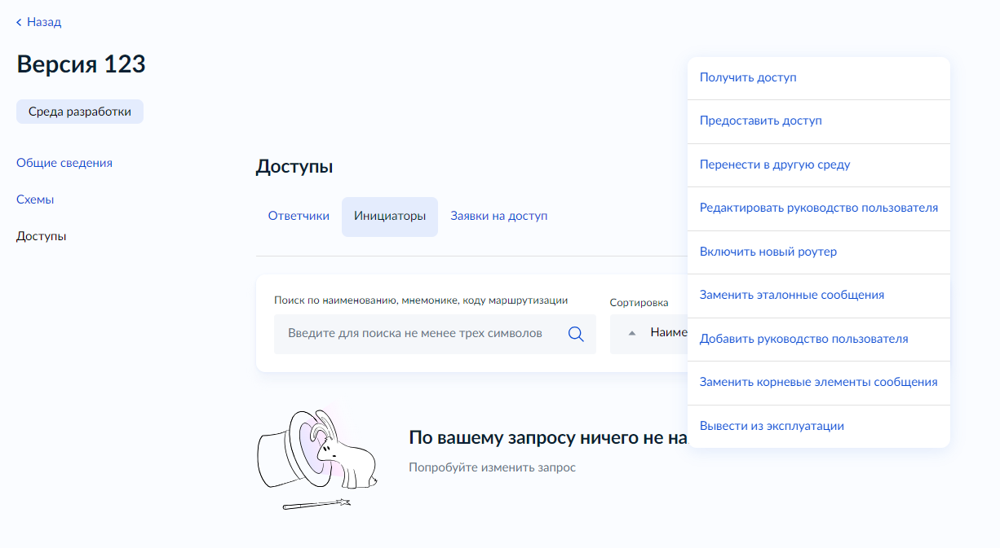 Назад
Версия 123
Среда разработки
Общие сведения
Схемы
Доступы
Доступы
Ответчики
Инициаторы
Заявки на доступ
Поиск по наименованию, мнемонике, коду маршрутизации
Введите для поиска не менее трех символов
Сортировка
Наиме
По вашему запросу ничего не на
Попробуйте изменить запрос
Получить доступ
Предоставить доступ
Перенести в другую среду
Редактировать руководство пользователя
Включить новый роутер
Заменить эталонные сообщения
Добавить руководство пользователя
Заменить корневые элементы сообщения
Вывести из эксплуатации